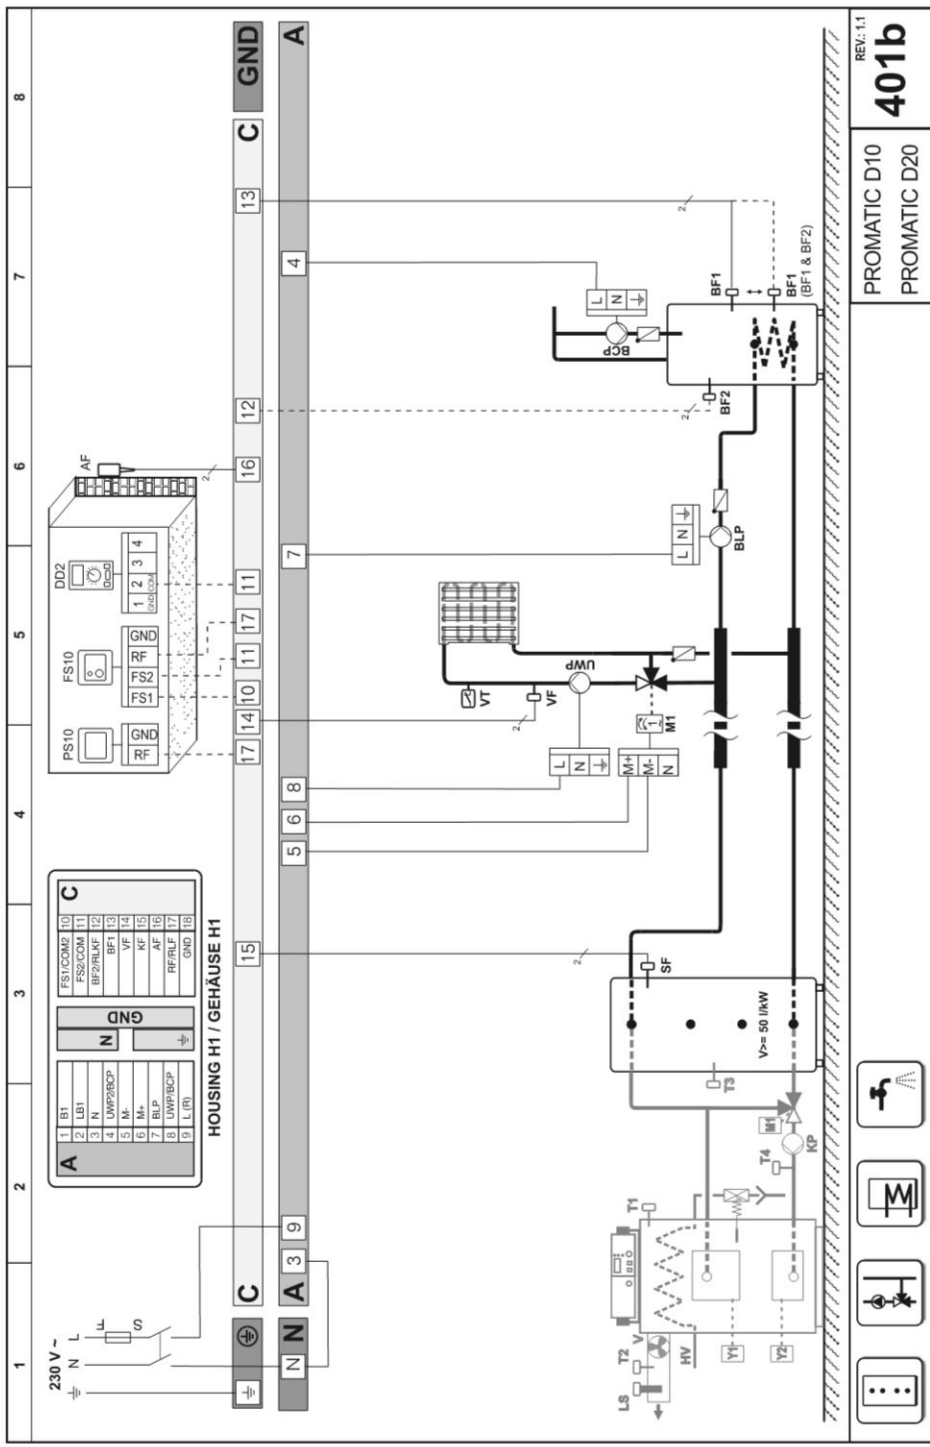 1
2
3
4
5
6
7
8
230 V ~
N
L
F
S
A
1 B1
2 LB1
3 N
4 UWP2/BCP
5 M-
6 M+
7 BLP
8 UWP/BCP
9 L (R)
N
GND
C
FS1/COM2 10
FS2/COM 11
BF2/RLKF 12
BF1 13
VF 14
KF 15
AF 16
RF/RLF 17
GND 18
HOUSING H1 / GEHÄUSE H1
PS10
RF
GND
FS10
FS1
FS2
RF
GND
DD2
1 2 3 4
GND COM
AF
2
C
15
17
14
10
11
17
11
16
12
13
C
GND
N
N
A
3
9
5
6
8
7
4
A
2
SF
2
VF
VT
UWP
L
N
M+
M-
N
1
M1
L N
BLP
2
BF2
L
N
BCP
2
BF1
BF1
(BF1 & BF2)
LS
T2
V
HV
T1
Y1
Y2
T4
KP
M1
T3
V>= 50 l/kW
PROMATIC D10
PROMATIC D20
REV.: 1.1
401b